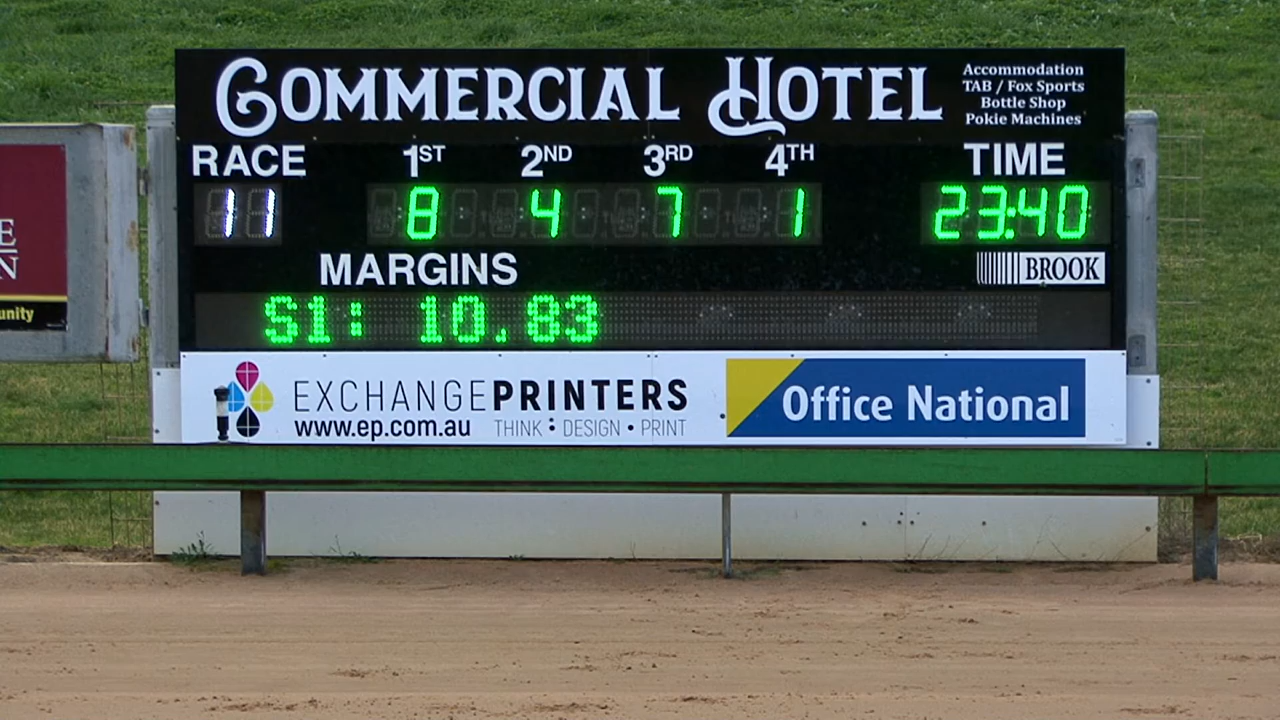 COMMERCIAL HOTEL
Accommodation
TAB / Fox Sports
Bottle Shop
Pokie Machines
RACE 1ST 2ND 3RD 4TH TIME
11 8 4 7 1 23:40
MARGINS
BROOK
S1: 10.83
EXCHANGEPRINTERS
www.ep.com.au THINK • DESIGN • PRINT
Office National
E
N
unity